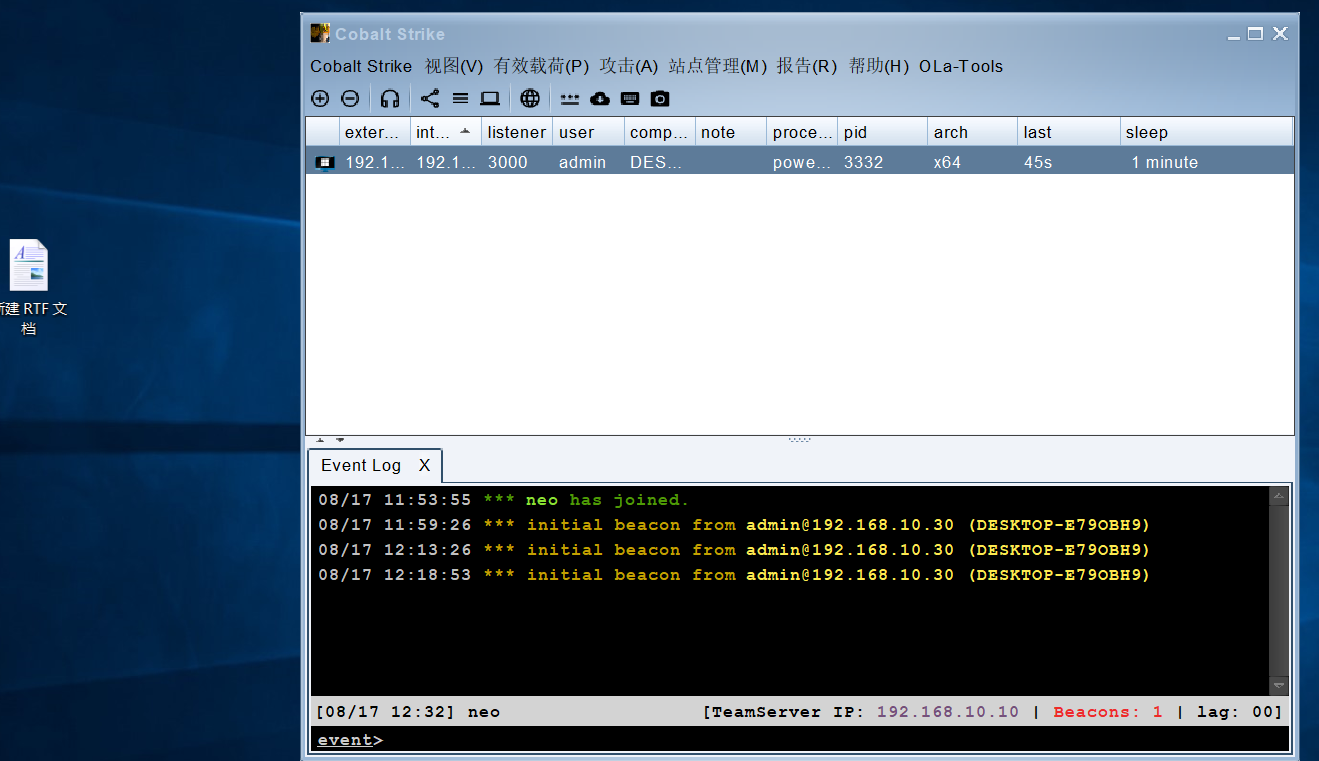 Cobalt Strike
Cobalt Strike 视图(V) 有效载荷(P) 攻击(A) 站点管理(M) 报告(R) 帮助(H) OLa-Tools
exter... int... listener user comp... note proce... pid arch last sleep
192.1... 192.1... 3000 admin DES... powe... 3332 x64 45s 1 minute
新建 RTF 文
档
Event Log X
08/17 11:53:55 *** neo has joined.
08/17 11:59:26 *** initial beacon from admin@192.168.10.30 (DESKTOP-E79OBH9)
08/17 12:13:26 *** initial beacon from admin@192.168.10.30 (DESKTOP-E79OBH9)
08/17 12:18:53 *** initial beacon from admin@192.168.10.30 (DESKTOP-E79OBH9)
[08/17 12:32] neo [TeamServer IP: 192.168.10.10 | Beacons: 1 | lag: 00]
event>